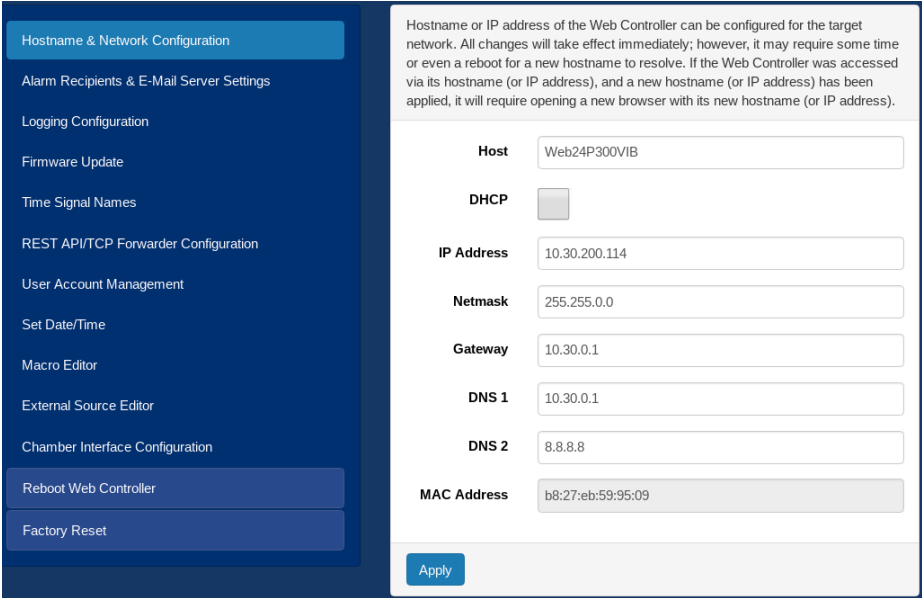 Hostname & Network Configuration
Alarm Recipients & E-Mail Server Settings
Logging Configuration
Firmware Update
Time Signal Names
REST API/TCP Forwarder Configuration
User Account Management
Set Date/Time
Macro Editor
External Source Editor
Chamber Interface Configuration
Reboot Web Controller
Factory Reset
Hostname or IP address of the Web Controller can be configured for the target
network. All changes will take effect immediately; however, it may require some time
or even a reboot for a new hostname to resolve. If the Web Controller was accessed
via its hostname (or IP address), and a new hostname (or IP address) has been
applied, it will require opening a new browser with its new hostname (or IP address).
Host Web24P300VIB
DHCP
IP Address 10.30.200.114
Netmask 255.255.0.0
Gateway 10.30.0.1
DNS 1 10.30.0.1
DNS 2 8.8.8.8
MAC Address b8:27:eb:59:95:09
Apply